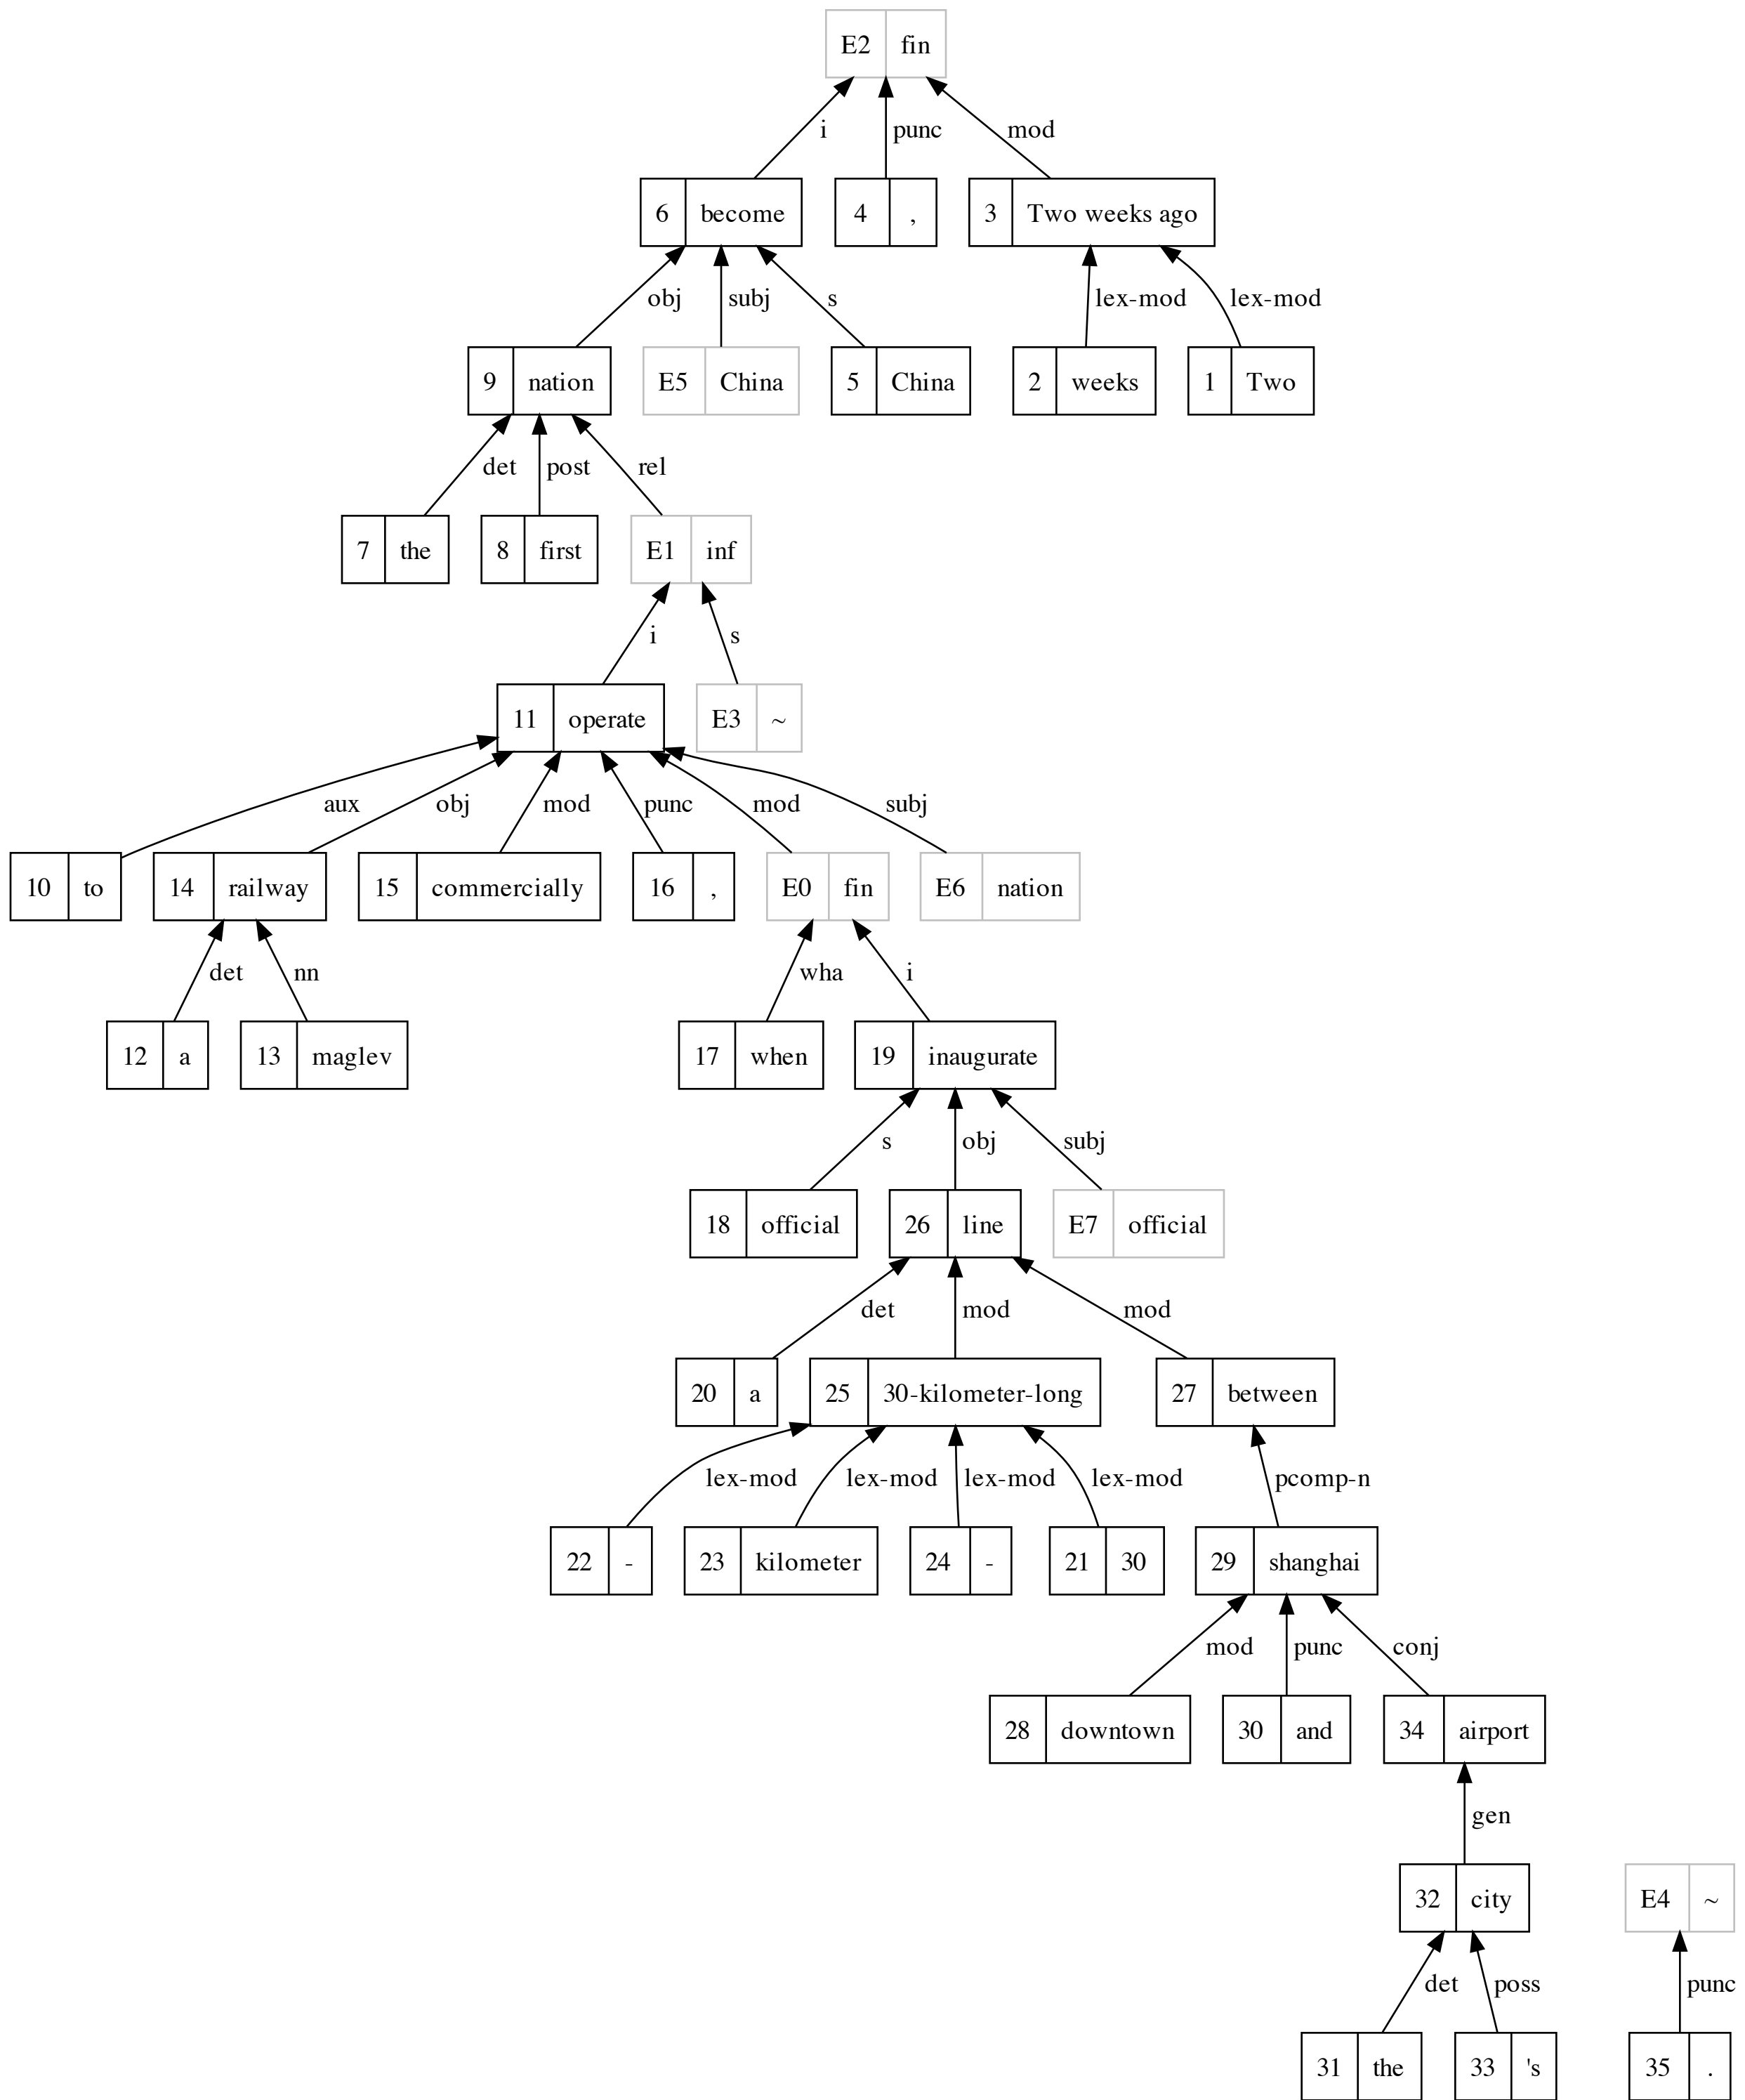 E2 fin
i punc mod
6 become 4 , 3 Two weeks ago
obj subj s lex-mod lex-mod
9 nation E5 China 5 China 2 weeks 1 Two
det post rel
7 the 8 first E1 inf
i s
11 operate E3 ~
aux obj mod punc mod subj
10 to 14 railway 15 commercially 16 , E0 fin E6 nation
det nn wha i
12 a 13 maglev 17 when 19 inaugurate
s obj subj
18 official 26 line E7 official
det mod mod
20 a 25 30-kilometer-long 27 between
lex-mod lex-mod lex-mod lex-mod pcomp-n
22 - 23 kilometer 24 - 21 30 29 shanghai
mod punc conj
28 downtown 30 and 34 airport
gen
32 city E4 ~
det poss punc
31 the 33 's 35 .